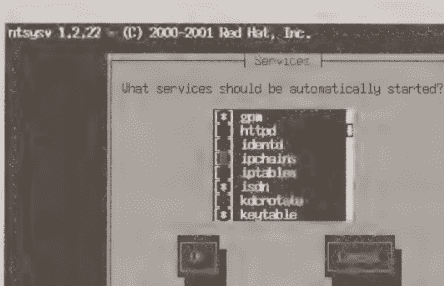 ntsysv 1.2.22 - (C) 2000-2001 Red Hat, Inc.
Services
What services should be automatically started?
[*] gpm
[ ] httpd
[ ] identd
[ ] ipchains
[ ] iptables
[*] isdn
[ ] kdcrotate
[*] keytable